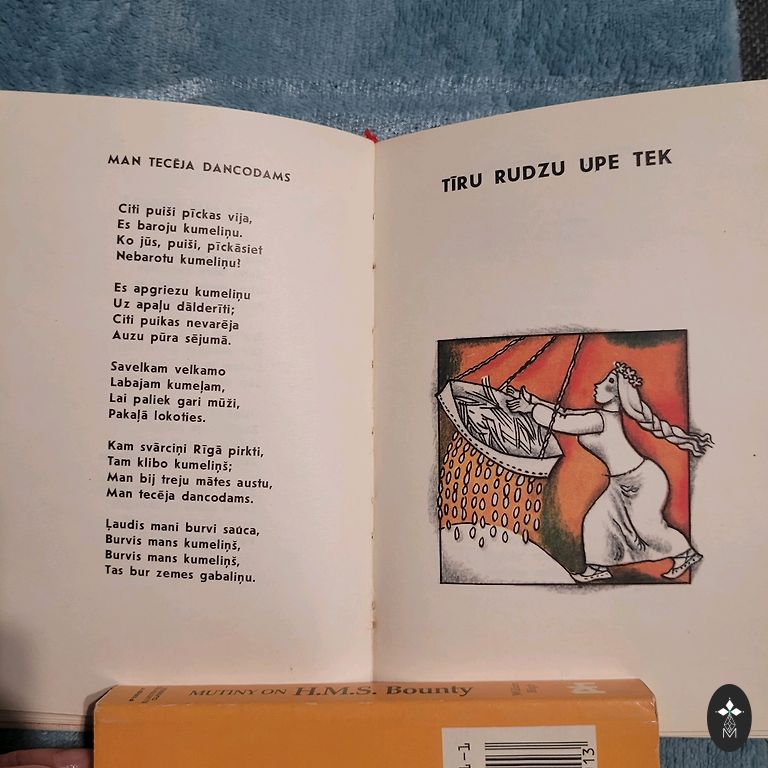 MAN TECĒJA DANCODAMS
Citi puiši pīckas vija,
Es baroju kumeliņu.
Ko jūs, puiši, pīckāsiet
Nebarotu kumeliņu?
Es apgriezu kumeliņu
Uz apaļu dālderīti;
Citi puikas nevarēja
Auzu pūra sējumā.
Savelkam velkamo
Labajam kumeļam,
Lai paliek gari mūži,
Pakaļā lokoties.
Kam svārciņi Rīgā pirkti,
Tam klibo kumeliņš;
Man bij treju mātes austu,
Man tecēja dancodams.
Ļaudis mani burvi saūca,
Burvis mans kumeliņš,
Burvis mans kumeliņš,
Tas bur zemes gabaliņu.
TĪRU RUDZU UPE TEK
MUTINY ON H.M.S. Bounty
William
Bligh
M